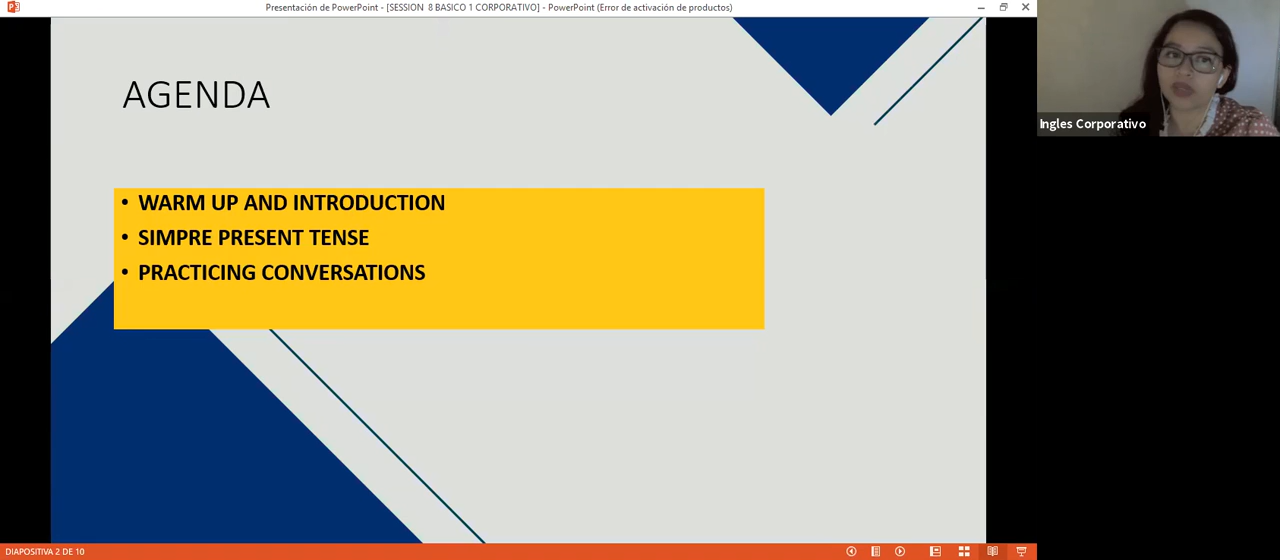 Presentación de PowerPoint - [SESSION 8 BASICO 1 CORPORATIVO] - PowerPoint (Error de activación de productos)
Ingles Corporativo
AGENDA
• WARM UP AND INTRODUCTION
• SIMPRE PRESENT TENSE
• PRACTICING CONVERSATIONS
DIAPOSITIVA 2 DE 10